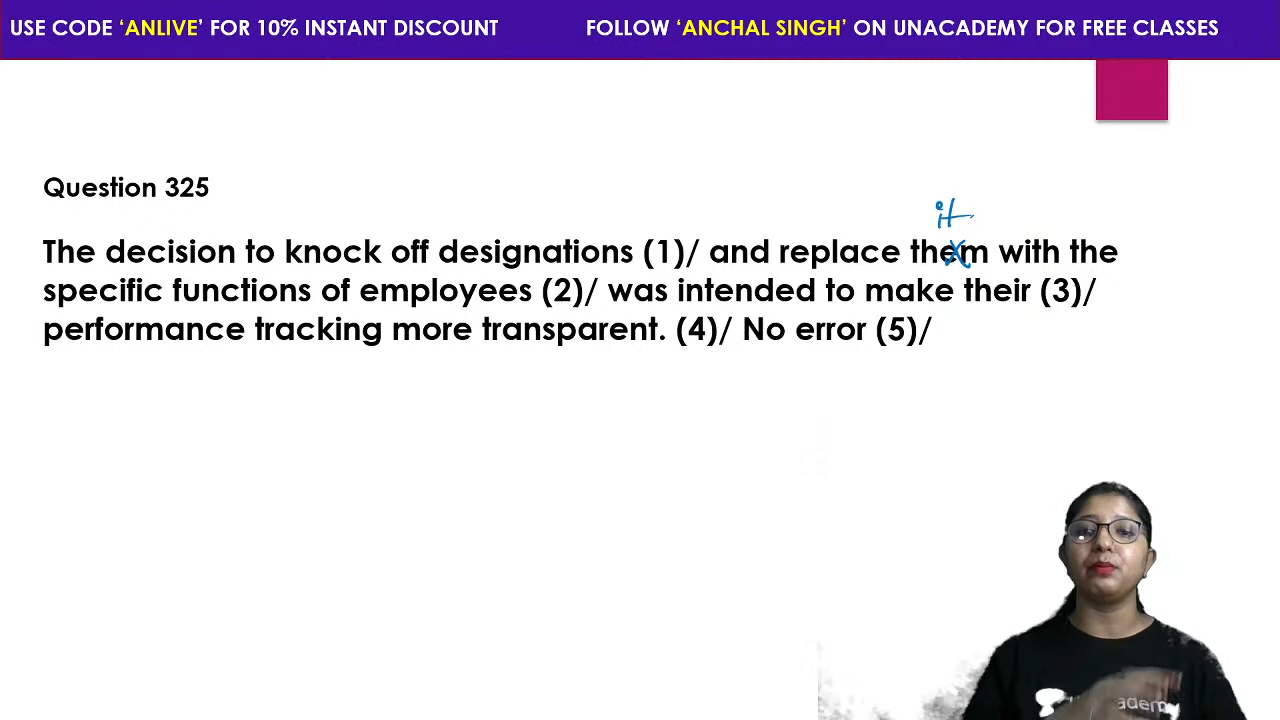 USE CODE ‘ANLIVE’ FOR 10% INSTANT DISCOUNT FOLLOW ‘ANCHAL SINGH’ ON UNACADEMY FOR FREE CLASSES
Question 325
it
The decision to knock off designations (1)/ and replace them with the
specific functions of employees (2)/ was intended to make their (3)/
performance tracking more transparent. (4)/ No error (5)/